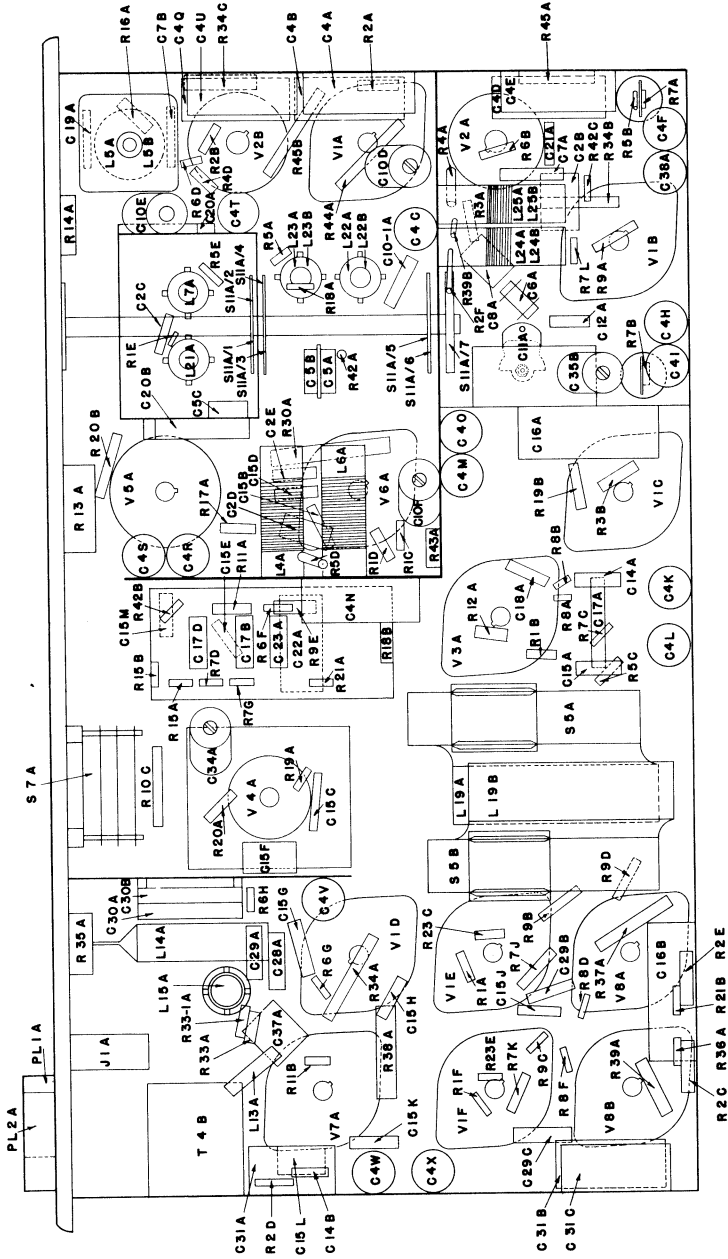 R16A
C7B
C4Q
C4U
R34C
C4B
C4A
R2A
R45A
C19A
L5A
L5B
R14A
C10E
R6D
C20A
R2B
R4D
V2B
C4T
R45B
V1A
R44A
C10D
R4A
V2A
C4D
C4E
R6B
C21A
C7A
C2B
R42C
R34B
R5B
R7A
C4F
C38A
R3A
L25A
L25B
L24A
L24B
R39B
C8A
R2F
C6A
R7L
R9A
V1B
C12A
C11A
C35B
R7B
C4H
C4I
C2C
R1E
L7A
R5E
L21A
C20B
C5C
S11A/1
S11A/3
S11A/2
S11A/4
R5A
L23A
L23B
L22A
L22B
R18A
C10-1A
C4C
C5B
C5A
R42A
S11A/5
S11A/6
S11A/7
R20B
R13A
V5A
R17A
C4S
C4R
C15E
R11A
C2D
C15B
C15D
C2E
R30A
L6A
V6A
L4A
R5D
R1D
R1C
C10F
R43A
C4O
C4M
C16A
R19B
R3B
V1C
C15M
R42B
R15B
R15A
C17D
R7D
R7G
C17B
R6F
C23A
C22A
R9E
R21A
C4N
R18B
V3A
R12A
C18A
R1B
R8B
R8A
R7C
C17A
C14A
C15A
R5C
C4K
C4L
S7A
R10C
C34A
V4A
R19A
R20A
C15C
C15F
S5A
L19A
L19B
S5B
R9D
C30A
C30B
R35A
L14A
R6H
C15G
C4V
C29A
C28A
R6G
V1D
R34A
C15H
L15A
R33-1A
R33A
C37A
R23C
R9B
V1E
R1A
R7J
C15J
C29B
R8D
R37A
V8A
C16B
R2E
R21B
R36A
R2C
PL2A
PL1A
J1A
T4B
L13A
R11B
V7A
R38A
C15K
C31A
R2D
C15L
C14B
C4W
C4X
R1F
R23E
R7K
V1F
R9C
R8F
R39A
V8B
C29C
C31B
C31C